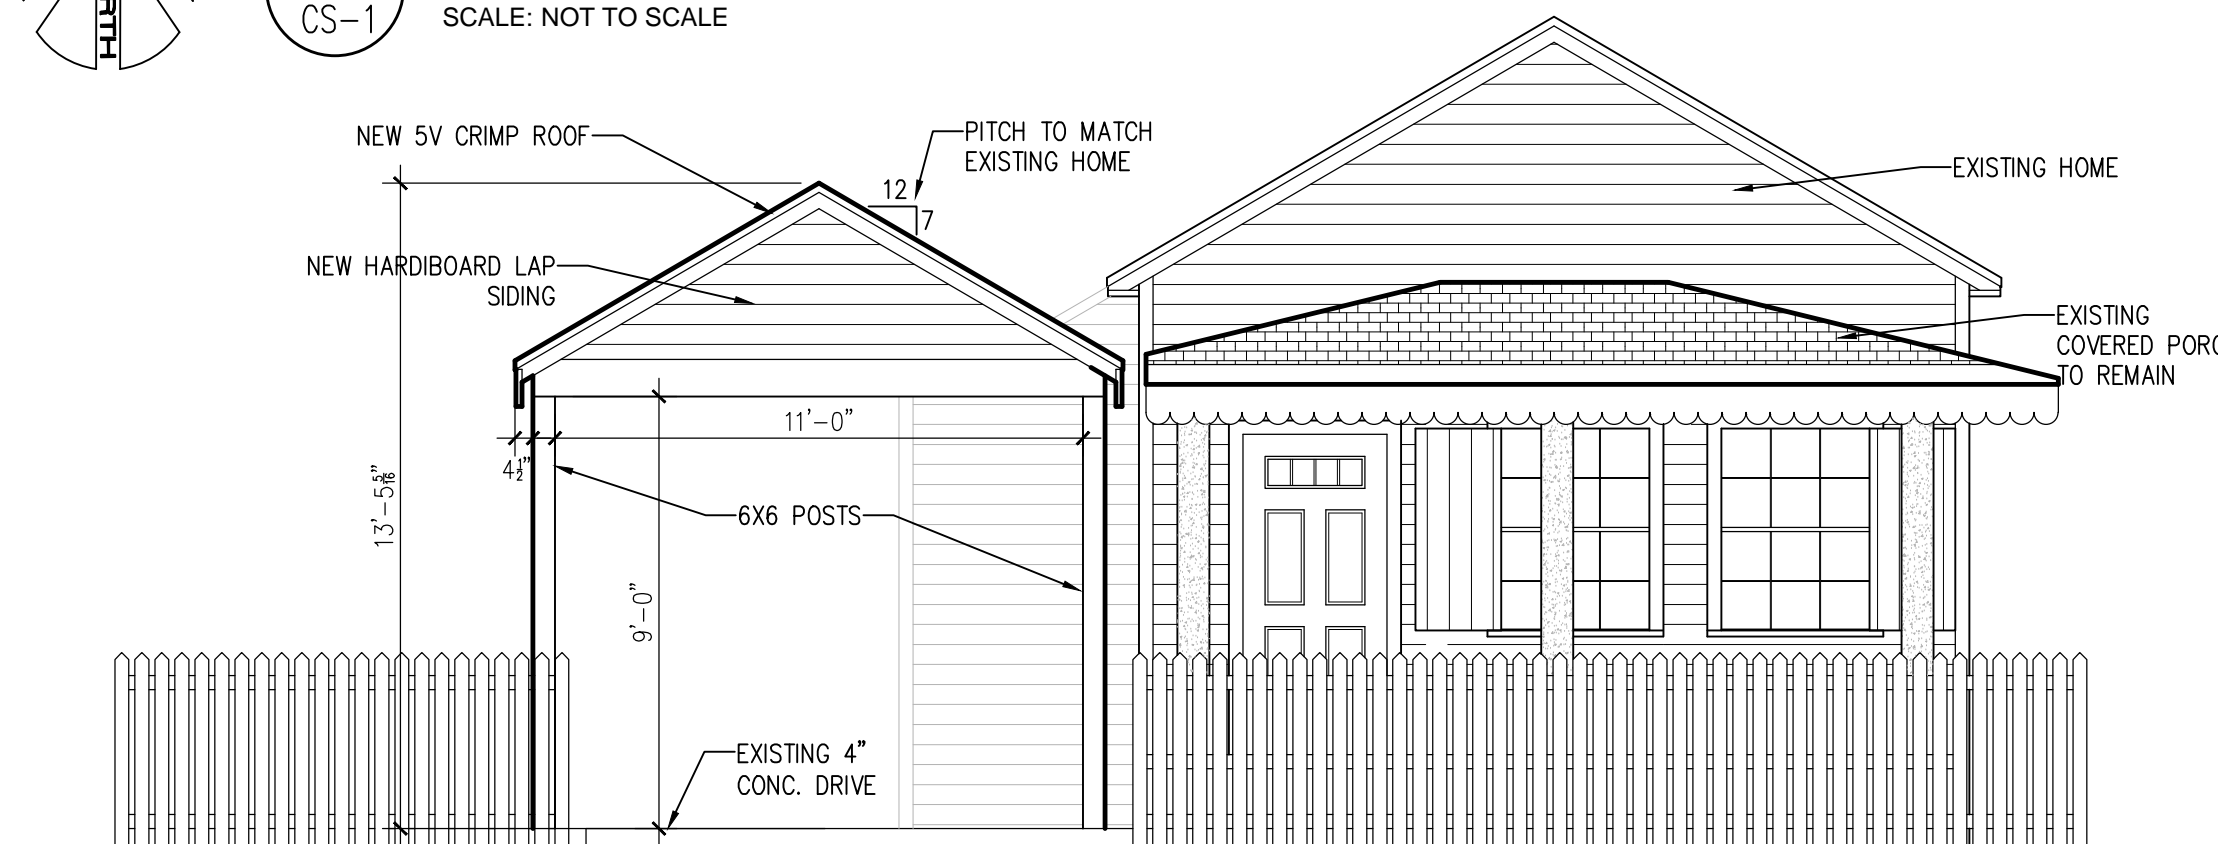 RTH
CS-1
SCALE: NOT TO SCALE
NEW 5V CRIMP ROOF
PITCH TO MATCH
EXISTING HOME
12
7
EXISTING HOME
NEW HARDIBOARD LAP
SIDING
EXISTING
COVERED PORC
TO REMAIN
11'-0"
4½"
13'-5 5/16"
6X6 POSTS
9'-0"
EXISTING 4"
CONC. DRIVE